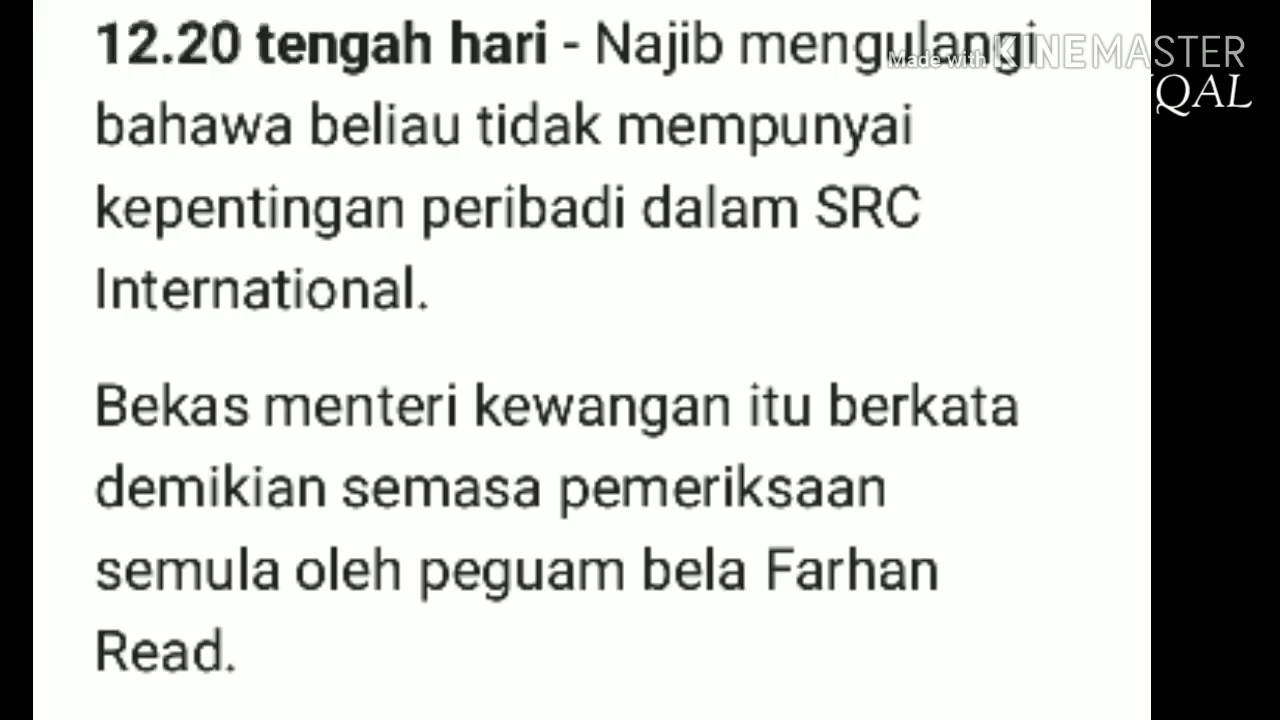 12.20 tengah hari - Najib mengulangi
Made with KINEMASTER
QAL
bahawa beliau tidak mempunyai
kepentingan peribadi dalam SRC
International.
Bekas menteri kewangan itu berkata
demikian semasa pemeriksaan
semula oleh peguam bela Farhan
Read.